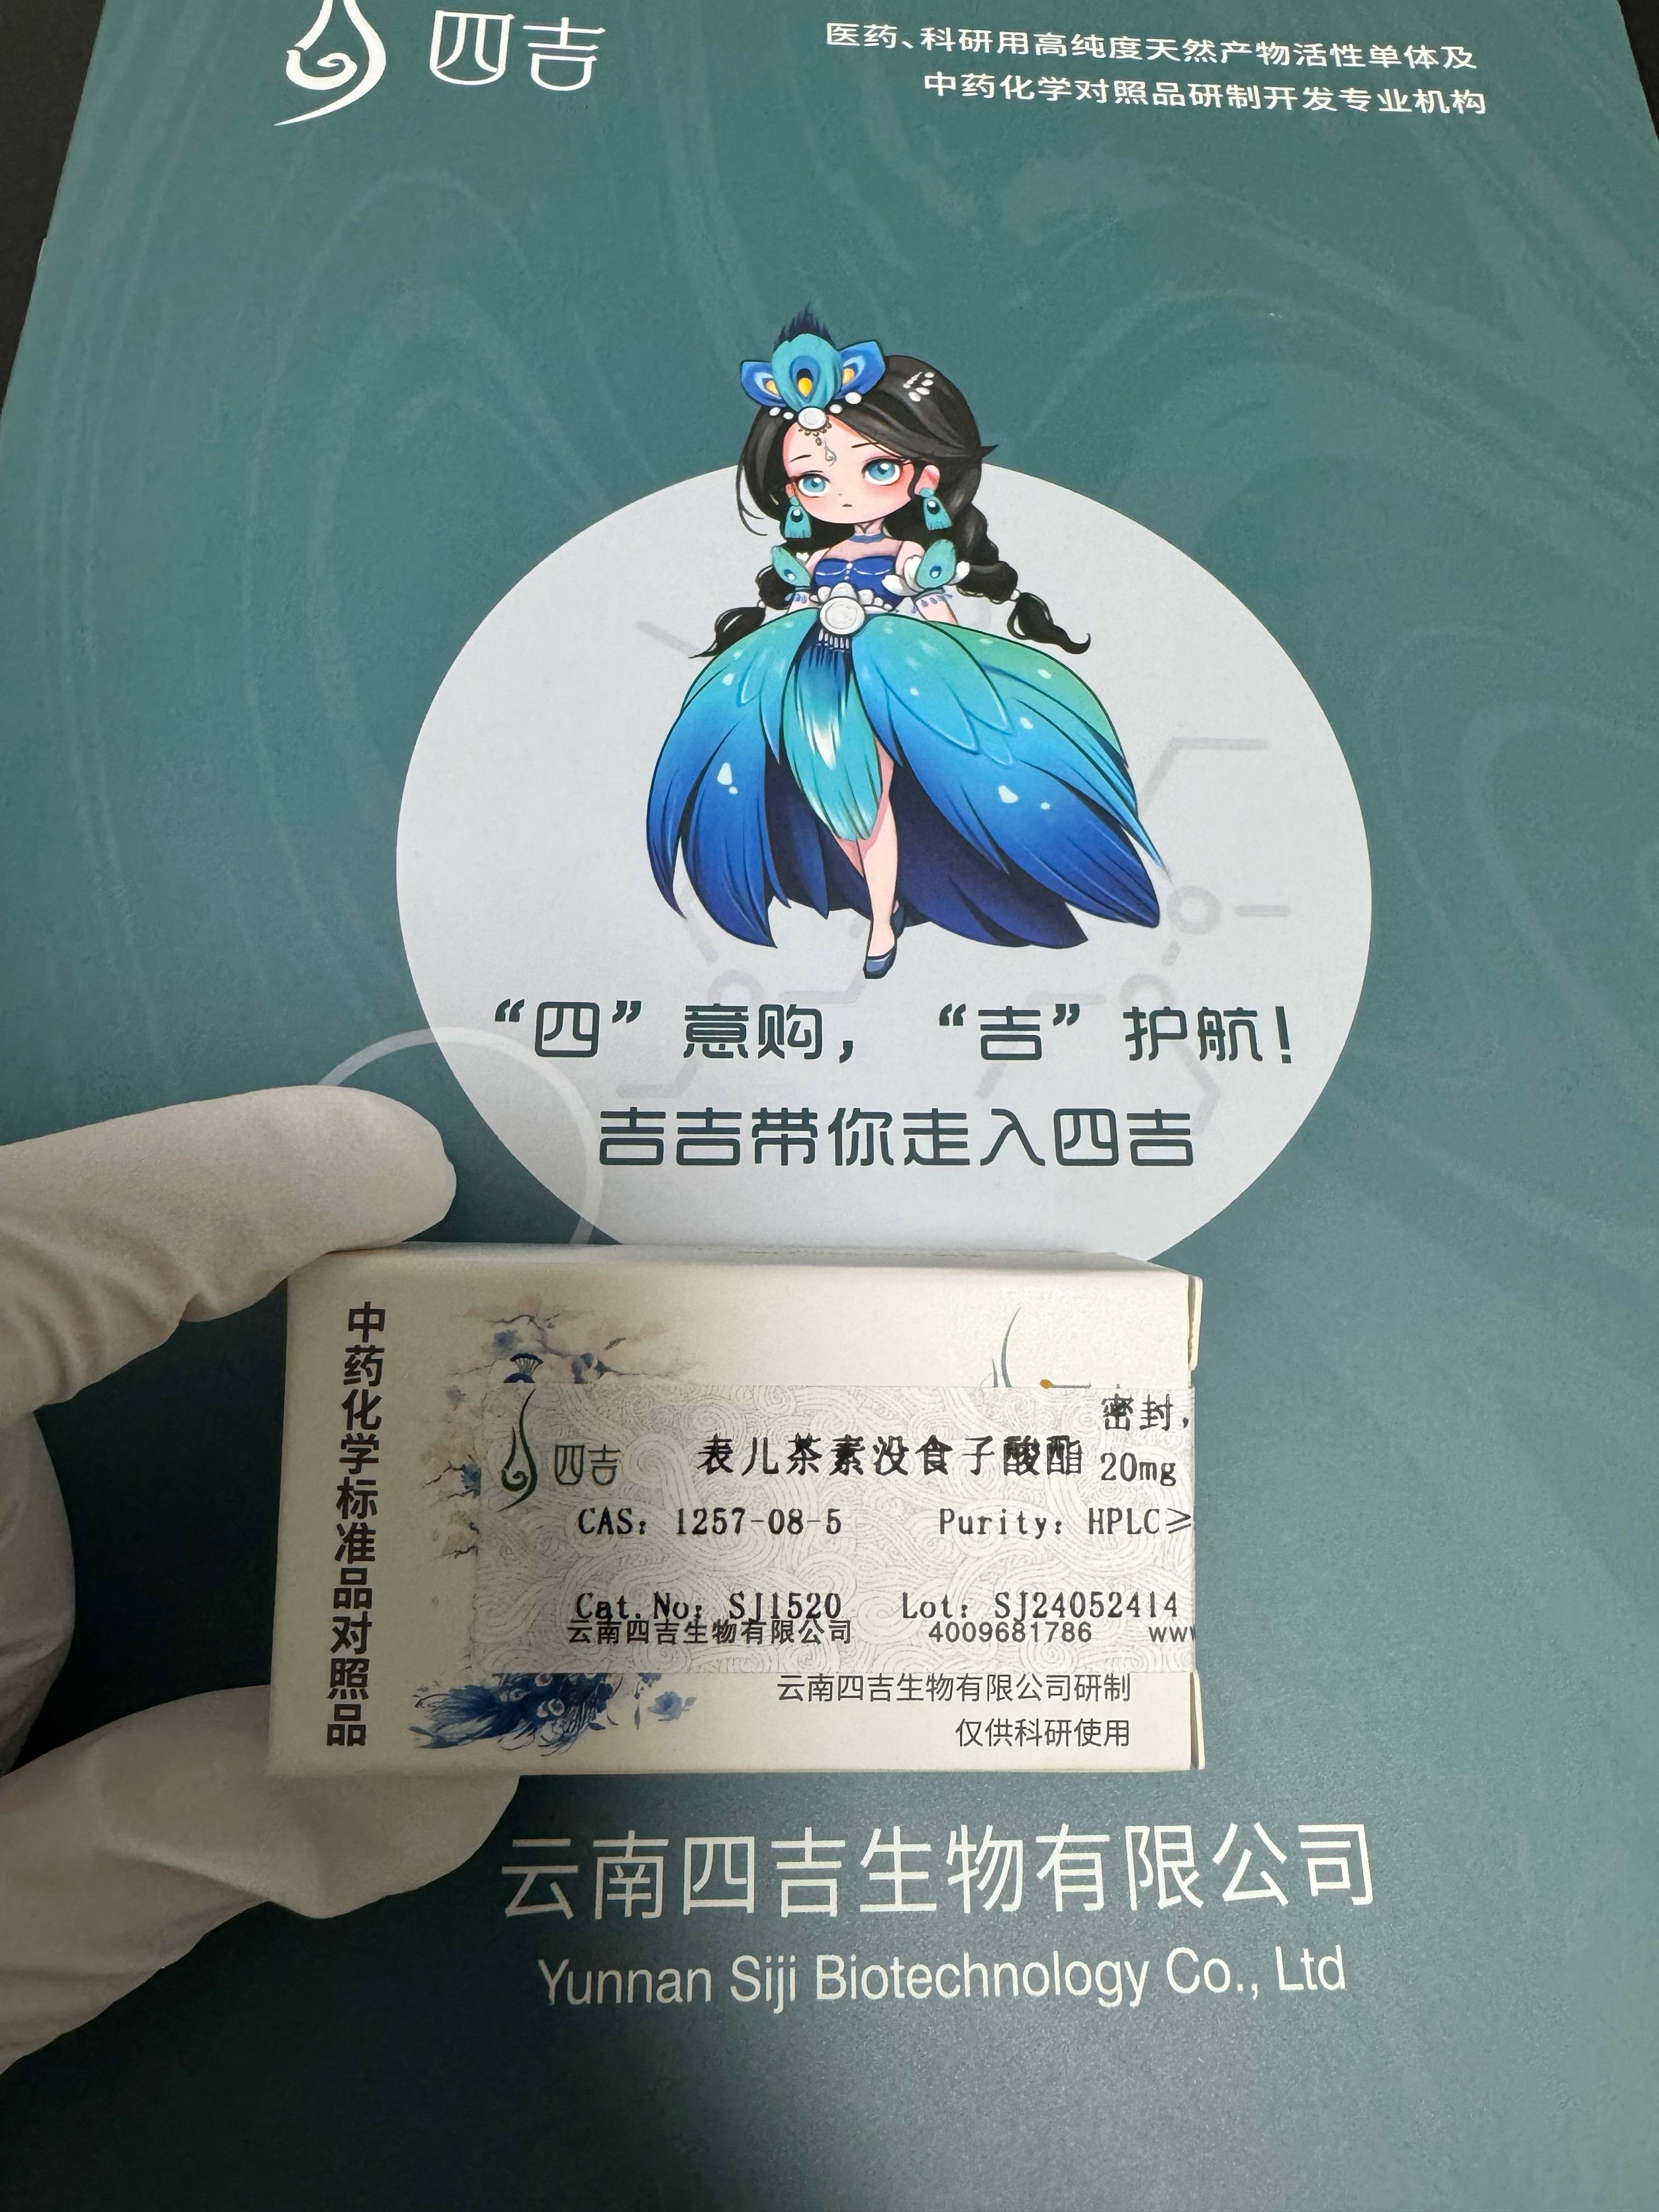 四吉
医药、科研用高纯度天然产物活性单体及
中药化学对照品研制开发专业机构
“四”意购，“吉”护航！
吉吉带你走入四吉
中药化学标准品对照品
四吉
表儿茶素没食子酸酯
密封，
20mg
CAS: 1257-08-5 Purity: HPLC≥
Cat.No: SJ1520 Lot: SJ24052414
云南四吉生物有限公司 4009681786 www
云南四吉生物有限公司研制
仅供科研使用
云南四吉生物有限公司
Yunnan Siji Biotechnology Co., Ltd